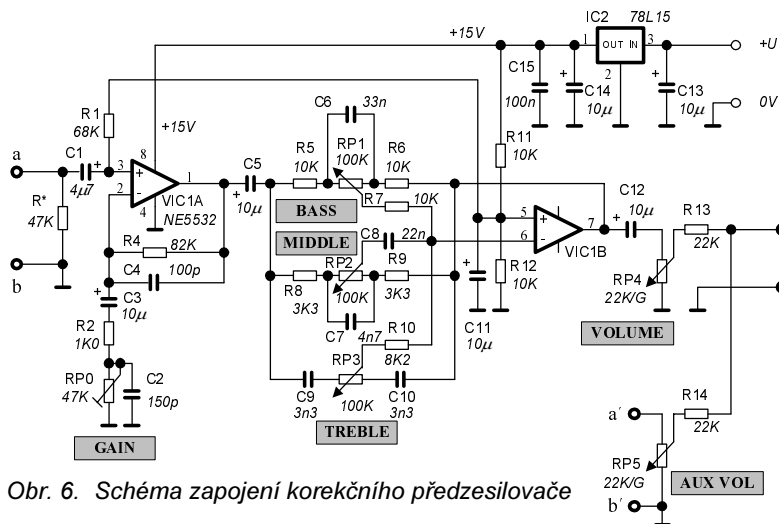 IC2 78L15
+15V 1 OUT IN 3 +U
2
C15 100n
C14 10µ
C13 10µ
0V
C6 33n
R1 68K
+15V
R5 10K
RP1 100K
R6 10K
R11 10K
a
C1 4µ7
3 8 1
2 4
VIC1A NE5532
C5 10µ
R7 10K
BASS
C12 10µ
R13 22K
R* 47K
MIDDLE
C8 22n
5 7
6
VIC1B
R4 82K
C4 100p
b
RP2 100K
R9 3K3
R8 3K3
R12 10K
RP4 22K/G
C3 10µ
C7 4n7
C11 10µ
VOLUME
R2 1K0
R10 8K2
RP3 100K
RP0 47K
C2 150p
C9 3n3
C10 3n3
R14 22K
TREBLE
a´
GAIN
RP5 22K/G
AUX VOL
b´
Obr. 6. Schéma zapojení korekčního předzesilovače